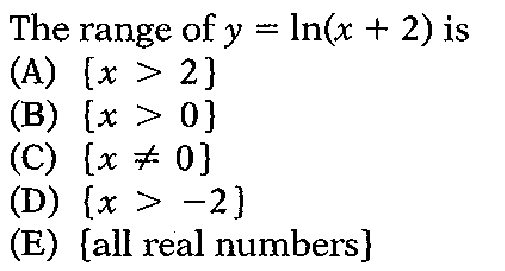 The range of y = ln(x + 2) is
(A) {x > 2}
(B) {x > 0}
(C) {x ≠ 0}
(D) {x > −2}
(E) {all real numbers}